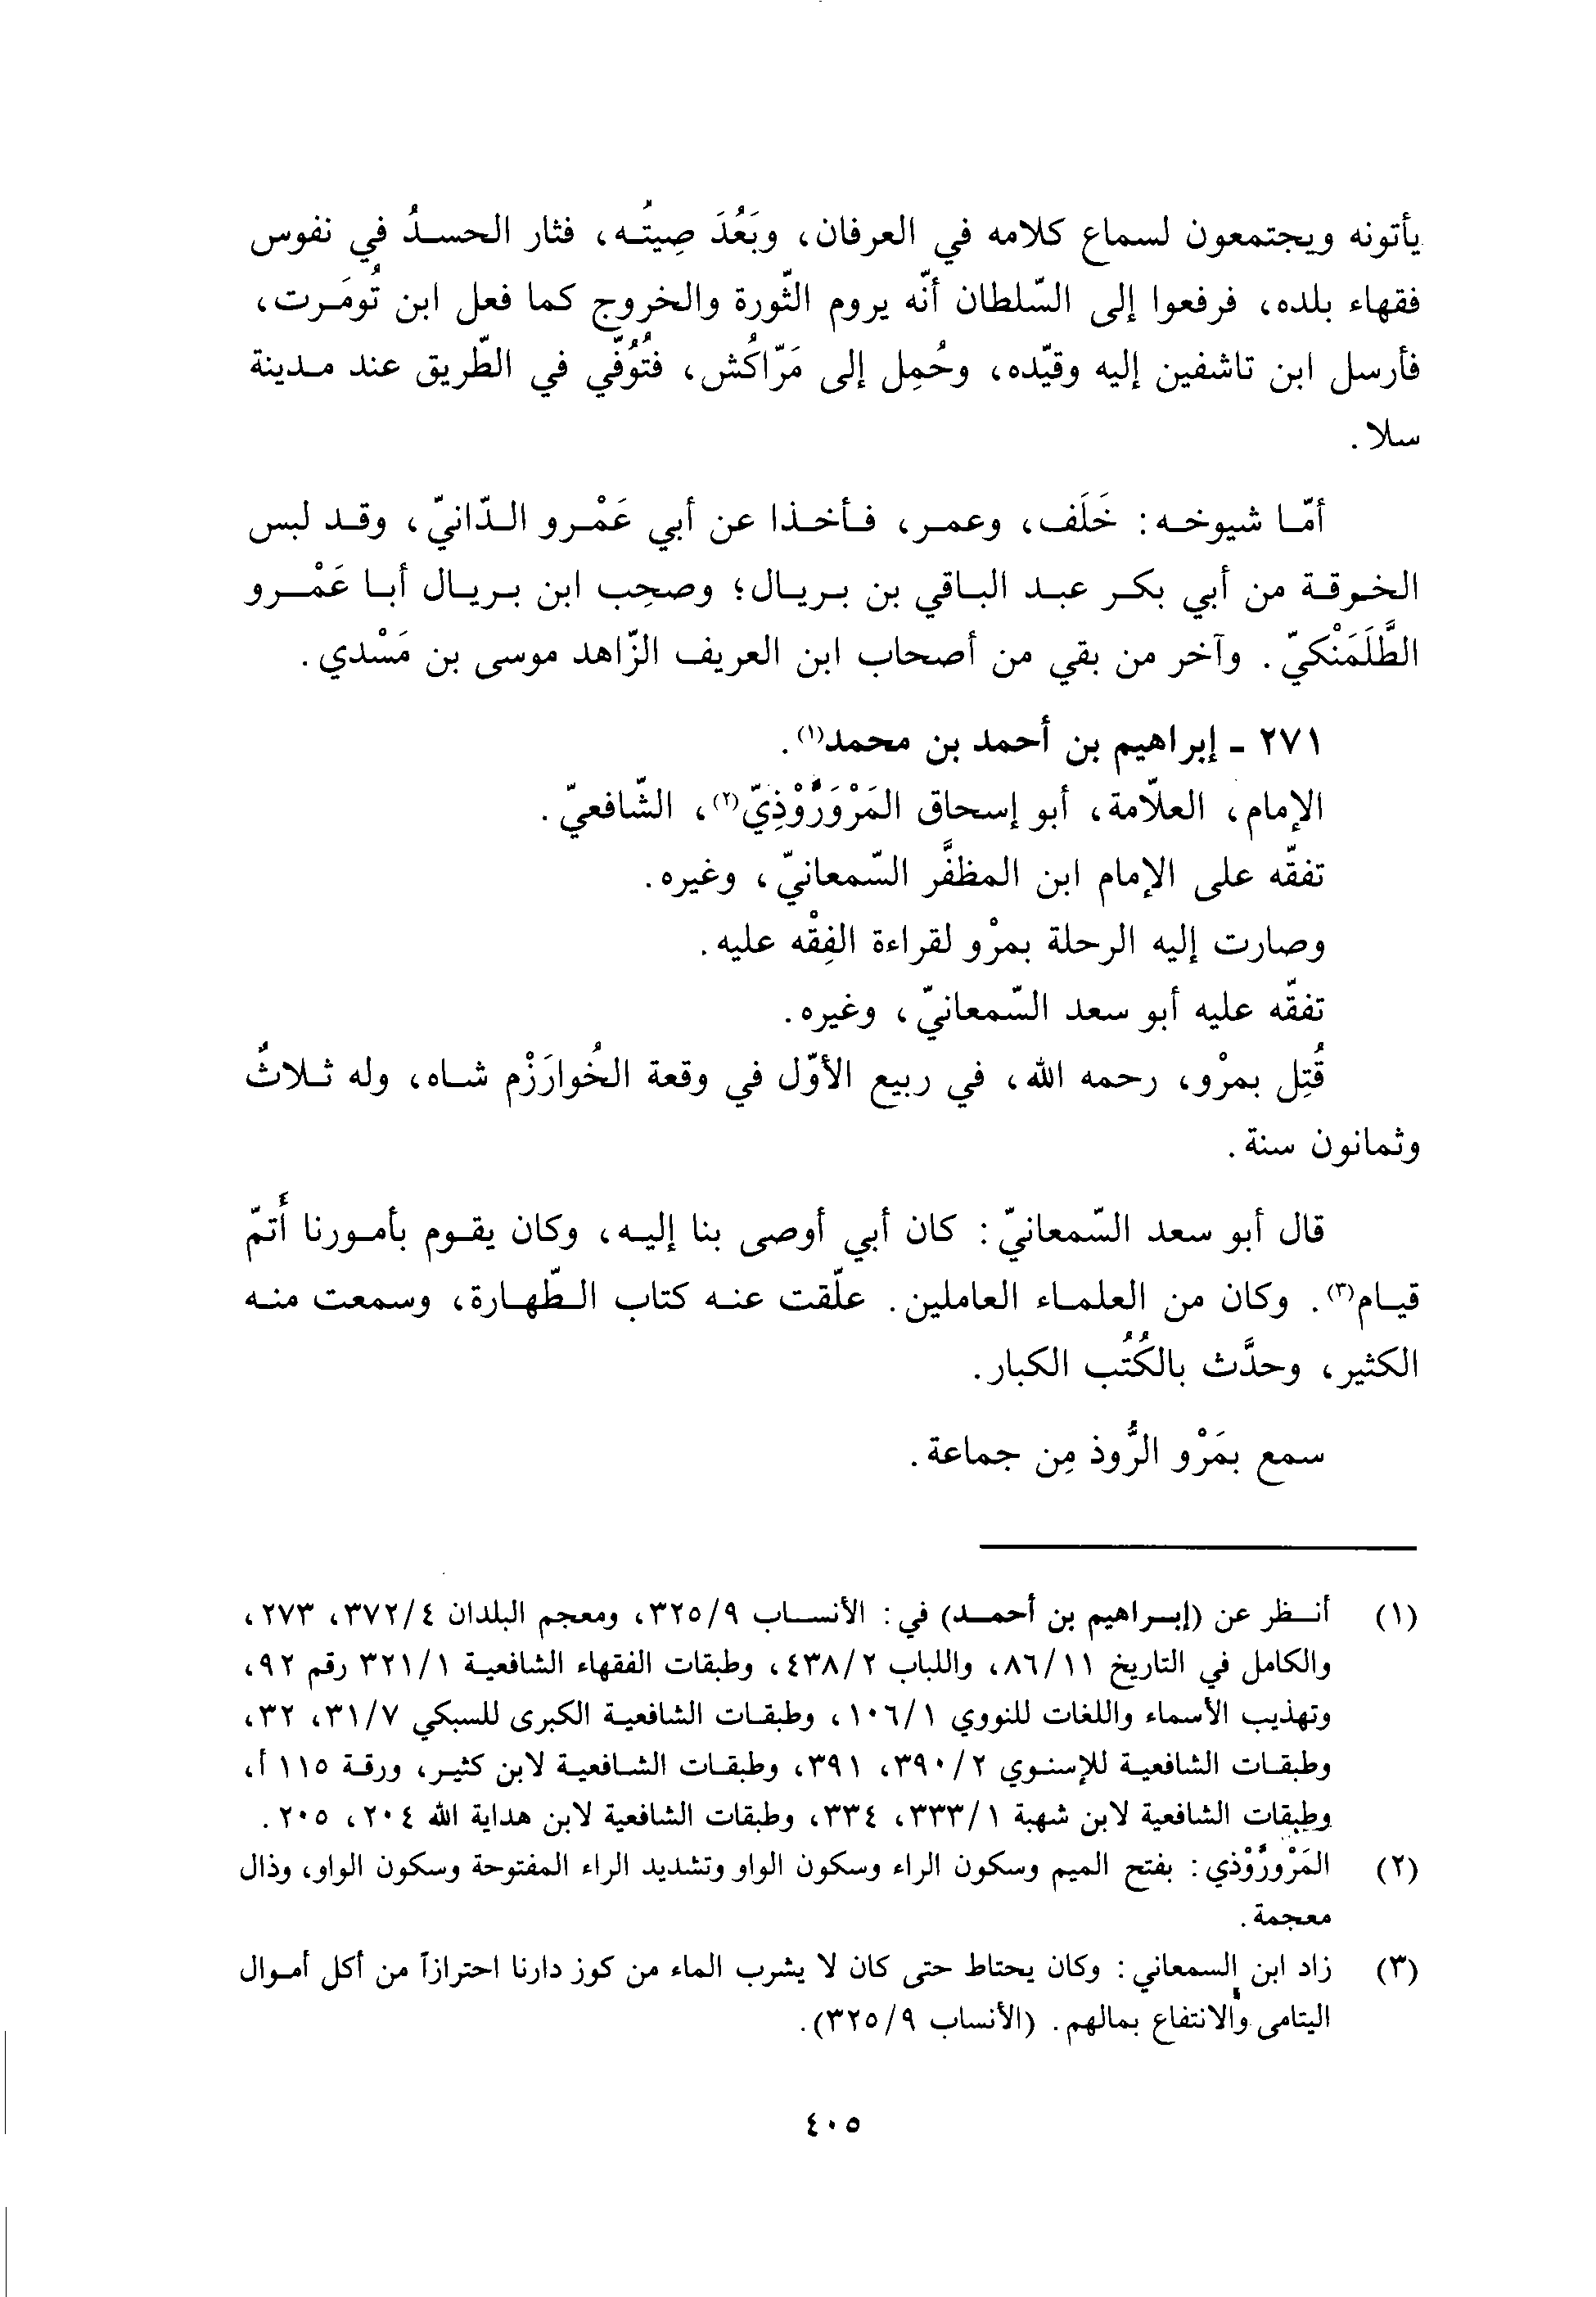 يأتونه ويجتمعون لسماع كلامه في العرفان، وبَعُدَ صِيتُه، فثار الحسدُ في نفوس
فقهاء بلده، فرفعوا إلى السّلطان أنّه يروم الثّورة والخروج كما فعل ابن تُومَرت،
فأرسل ابن تاشفين إليه وقيّده، وحُمِل إلى مَرّاكُش، فتُوُفّي في الطّريق عند مدينة
سلا.
أمّا شيوخه: خَلَف، وعمر، فأخذا عن أبي عَمْرو الدّانيّ، وقد لبس
الخرقة من أبي بكر عبد الباقي بن بريال؛ وصحِب ابن بريال أبا عَمْرو
الطَّلَمَنْكيّ. وآخر من بقي من أصحاب ابن العريف الزّاهد موسى بن مَسْدي.
٢٧١ - إبراهيم بن أحمد بن محمد(١).
الإمام، العلاّمة، أبو إسحاق المَرْوَرُّوْذِيّ(٢)، الشّافعيّ.
تفقّه على الإمام ابن المظفَّر السّمعانيّ، وغيره.
وصارت إليه الرحلة بمرْو لقراءة الفِقْه عليه.
تفقّه عليه أبو سعد السّمعانيّ، وغيره.
قُتِل بمرْو، رحمه الله، في ربيع الأوّل في وقعة الخُوارَزْم شاه، وله ثلاثٌ
وثمانون سنة.
قال أبو سعد السّمعانيّ: كان أبي أوصى بنا إليه، وكان يقوم بأمورنا أَتمّ
قيام(٣). وكان من العلماء العاملين. علّقت عنه كتاب الطّهارة، وسمعت منه
الكثير، وحدَّث بالكُتُب الكبار.
سمع بمَرْو الرُّوذ مِن جماعة.
(١) أنظر عن (إبراهيم بن أحمد) في: الأنساب ٣٢٥/٩، ومعجم البلدان ٣٧٢/٤، ٢٧٣،
والكامل في التاريخ ٨٦/١١، واللباب ٤٣٨/٢، وطبقات الفقهاء الشافعية ٣٢١/١ رقم ٩٢،
وتهذيب الأسماء واللغات للنووي ١٠٦/١، وطبقات الشافعية الكبرى للسبكي ٣١/٧، ٣٢،
وطبقات الشافعية للإسنوي ٣٩٠/٢، ٣٩١، وطبقات الشافعية لابن كثير، ورقة ١١٥ أ،
وطبقات الشافعية لابن شهبة ٣٣٣/١، ٣٣٤، وطبقات الشافعية لابن هداية الله ٢٠٤، ٢٠٥.
(٢) المَرْورُّوْذي: بفتح الميم وسكون الراء وسكون الواو وتشديد الراء المفتوحة وسكون الواو، وذال
معجمة.
(٣) زاد ابن السمعاني: وكان يحتاط حتى كان لا يشرب الماء من كوز دارنا احترازاً من أكل أموال
اليتامى والانتفاع بمالهم. (الأنساب ٣٢٥/٩).
٤٠٥